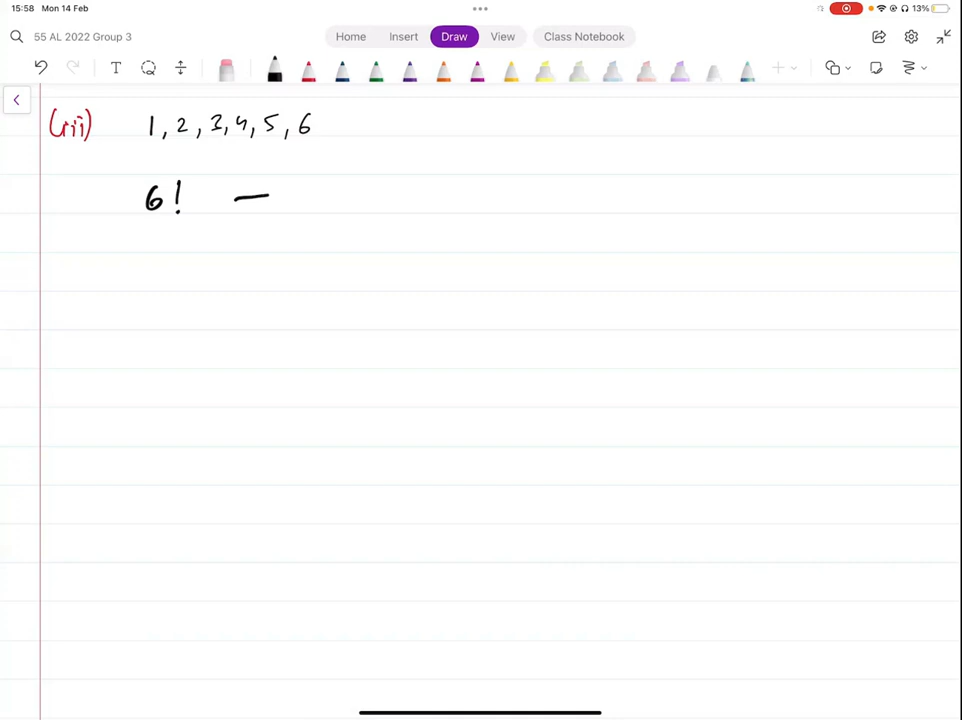 15:58 Mon 14 Feb 13%
55 AL 2022 Group 3 Home Insert Draw View Class Notebook
(iii) 1, 2, 3, 4, 5, 6
6! —